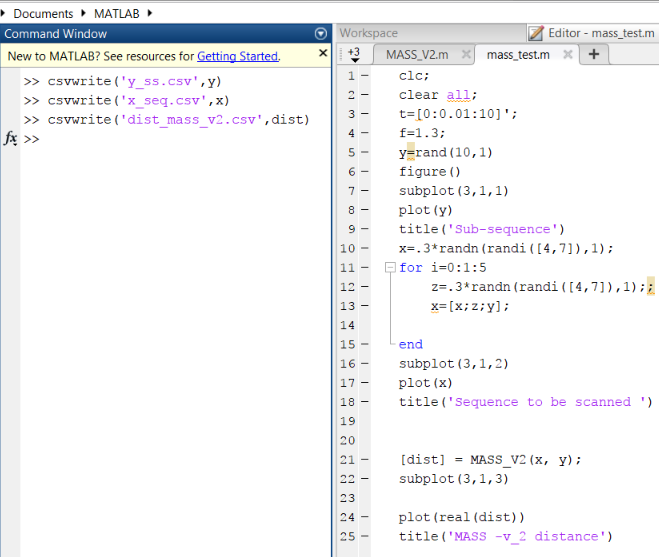 Documents MATLAB
Command Window
New to MATLAB? See resources for Getting Started.
>> csvwrite('y_ss.csv',y)
>> csvwrite('x_seq.csv',x)
>> csvwrite('dist_mass_v2.csv',dist)
fx >>
Workspace
Editor - mass_test.m
+3 MASS_V2.m mass_test.m +
1 - clc;
2 - clear all;
3 - t=[0:0.01:10]';
4 - f=1.3;
5 - y=rand(10,1)
6 - figure()
7 - subplot(3,1,1)
8 - plot(y)
9 - title('Sub-sequence')
10 - x=.3*randn(randi([4,7]),1);
11 - for i=0:1:5
12 - z=.3*randn(randi([4,7]),1);;
13 - x=[x;z;y];
14
15 - end
16 - subplot(3,1,2)
17 - plot(x)
18 - title('Sequence to be scanned ')
19
20
21 - [dist] = MASS_V2(x, y);
22 - subplot(3,1,3)
23
24 - plot(real(dist))
25 - title('MASS -v_2 distance')